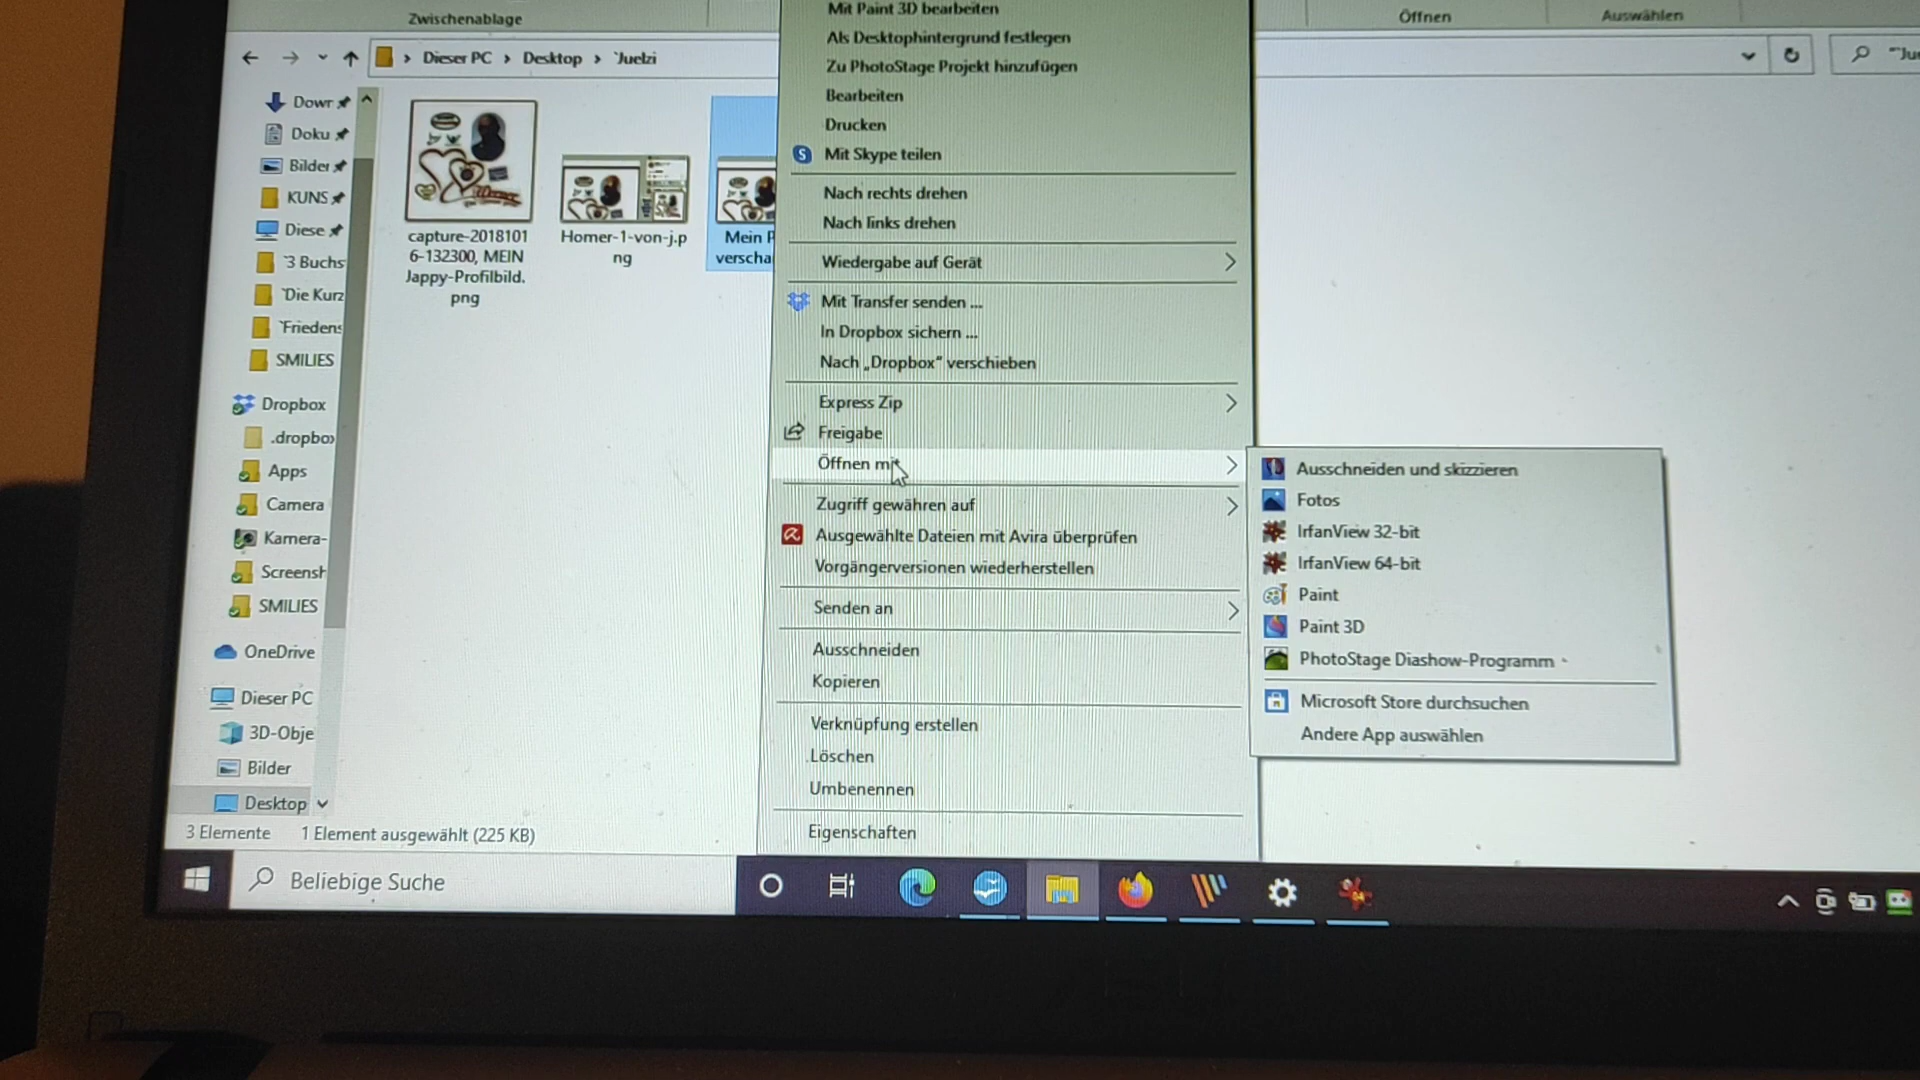 Zwischenablage
Öffnen
Auswählen
Dieser PC
Desktop
`Juelzi
Dowr
Doku
Bilder
KUNS
Diese
`3 Buchs
`Die Kurz
`Friedens
SMILIES
Dropbox
.dropbox
Apps
Camera
Kamera-
Screensh
SMILIES
OneDrive
Dieser PC
3D-Obje
Bilder
Desktop
capture-2018101
6-132300, MEIN
Jappy-Profilbild.
png
Homer-1-von-j.p
ng
Mein P
verscha
Mit Paint 3D bearbeiten
Als Desktophintergrund festlegen
Zu PhotoStage Projekt hinzufügen
Bearbeiten
Drucken
Mit Skype teilen
Nach rechts drehen
Nach links drehen
Wiedergabe auf Gerät
Mit Transfer senden ...
In Dropbox sichern ...
Nach „Dropbox" verschieben
Express Zip
Freigabe
Öffnen mit
Zugriff gewähren auf
Ausgewählte Dateien mit Avira überprüfen
Vorgängerversionen wiederherstellen
Senden an
Ausschneiden
Kopieren
Verknüpfung erstellen
Löschen
Umbenennen
Eigenschaften
Ausschneiden und skizzieren
Fotos
IrfanView 32-bit
IrfanView 64-bit
Paint
Paint 3D
PhotoStage Diashow-Programm
Microsoft Store durchsuchen
Andere App auswählen
3 Elemente
1 Element ausgewählt (225 KB)
Beliebige Suche